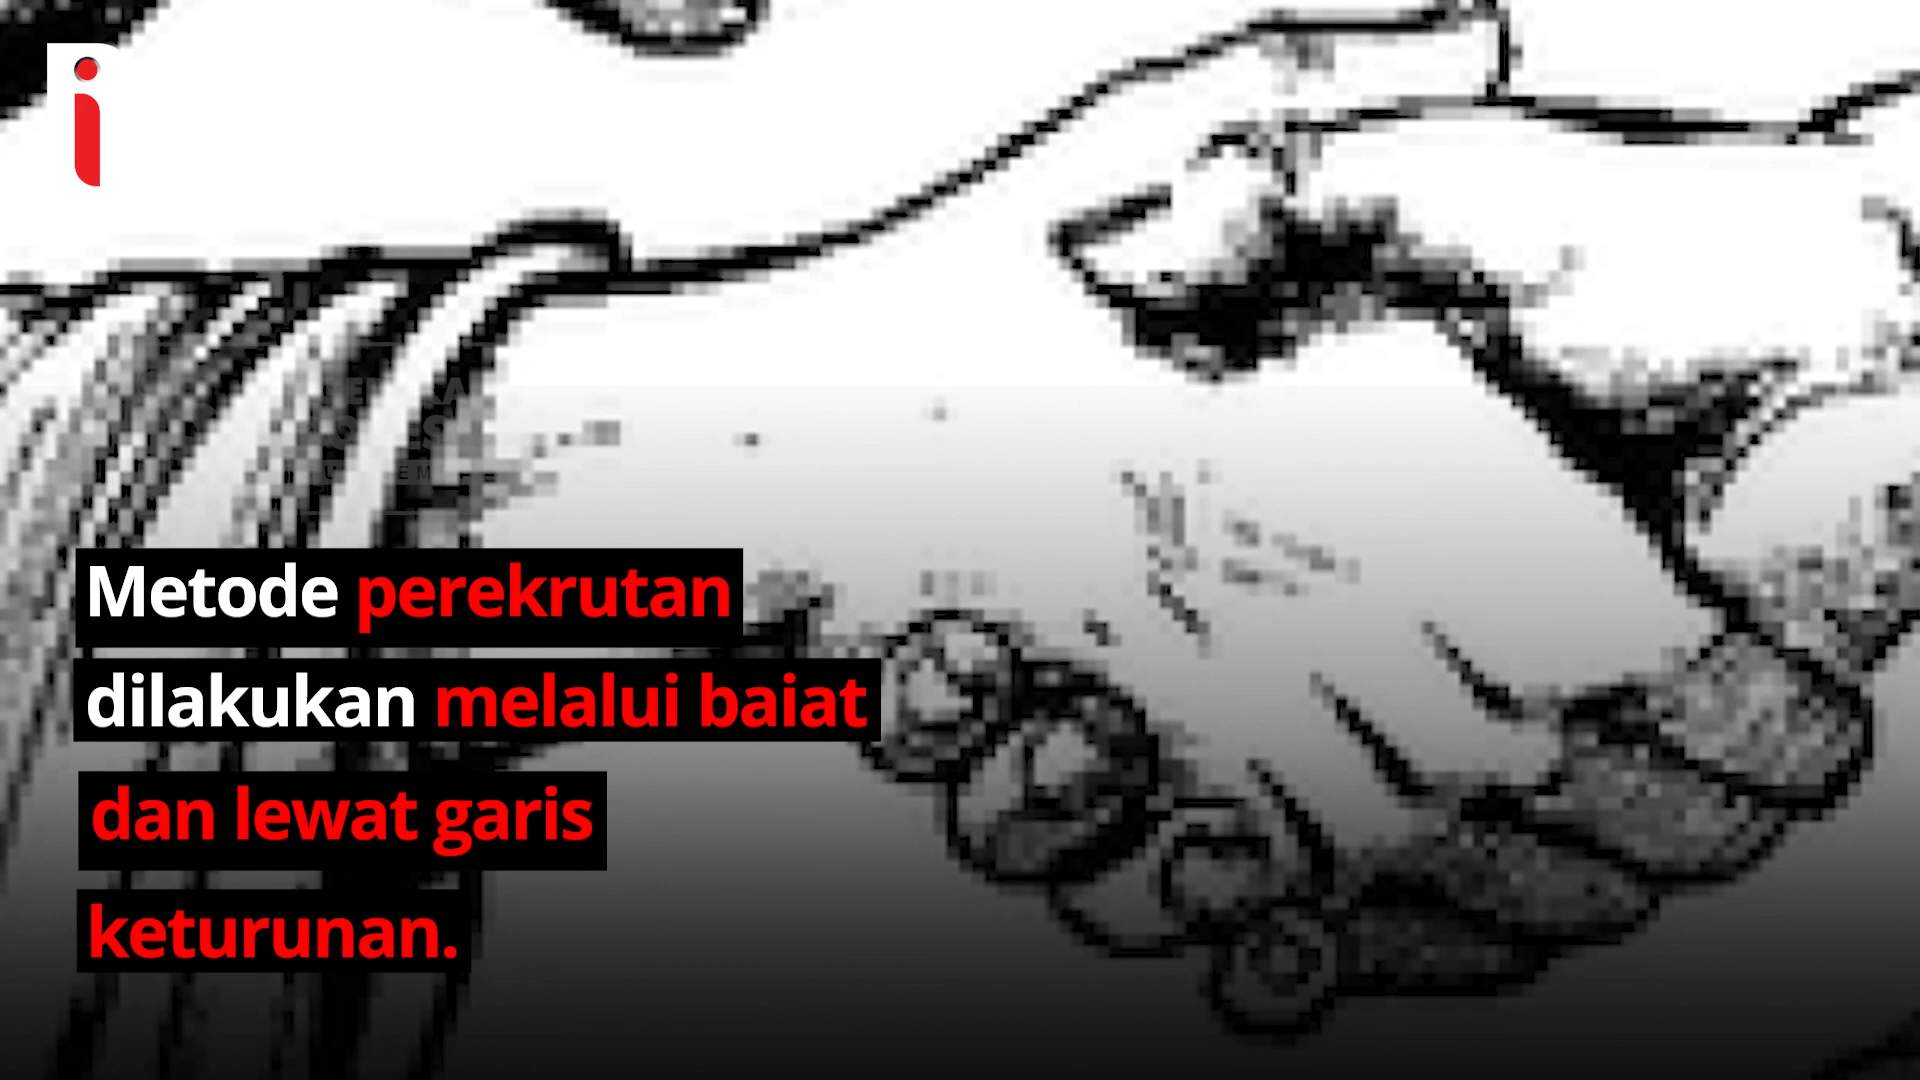 Metode perekrutan
dilakukan melalui baiat
dan lewat garis
keturunan.